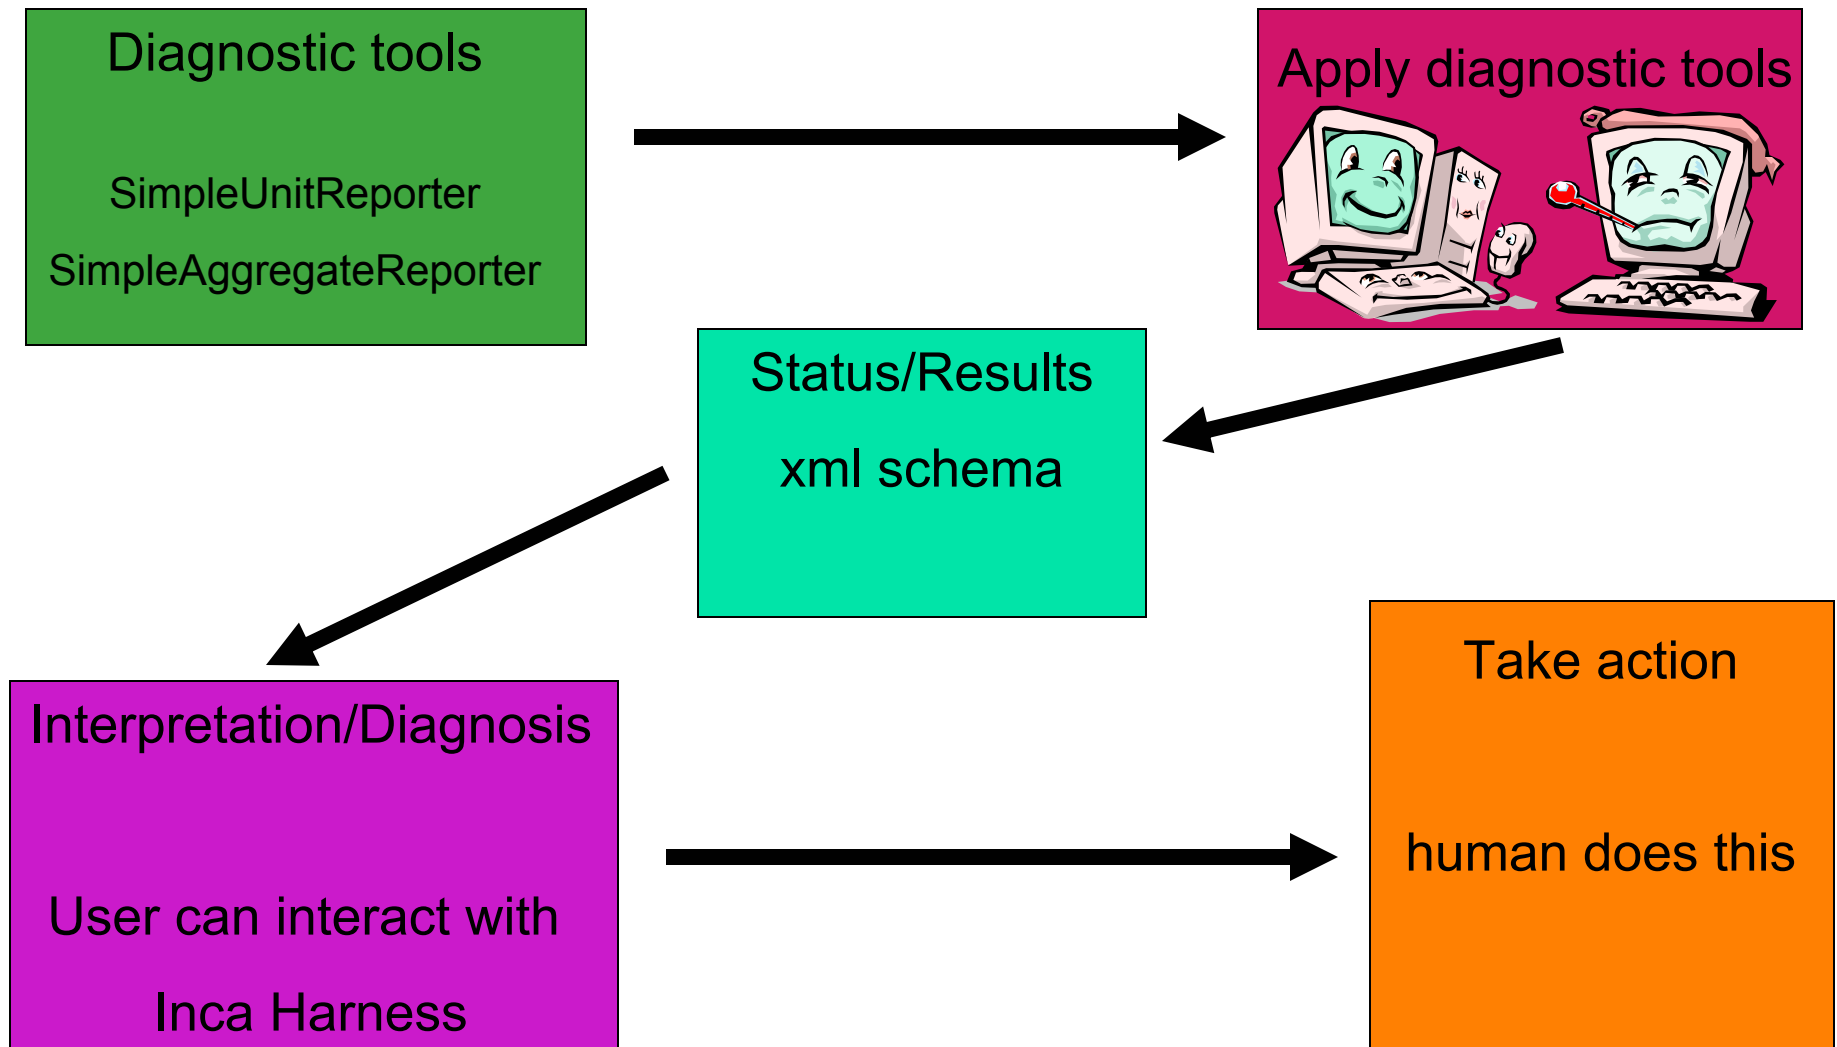 Diagnostic tools
SimpleUnitReporter
SimpleAggregateReporter
Apply diagnostic tools
Status/Results
xml schema
Interpretation/Diagnosis
User can interact with
Inca Harness
Take action
human does this